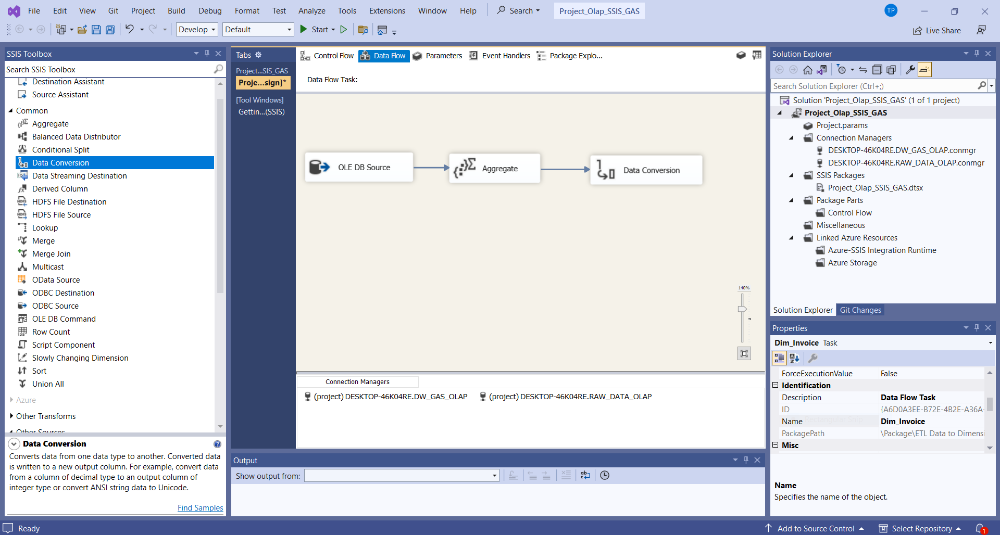 File Edit View Git Project Build Debug Format Test Analyze Tools Extensions Window Help Search Project_Olap_SSIS_GAS TP
Develop Default Start Live Share
SSIS Toolbox
Search SSIS Toolbox
Destination Assistant
Source Assistant
Common
Aggregate
Balanced Data Distributor
Conditional Split
Data Conversion
Data Streaming Destination
Derived Column
HDFS File Destination
HDFS File Source
Lookup
Merge
Merge Join
Multicast
OData Source
ODBC Destination
ODBC Source
OLE DB Command
Row Count
Script Component
Slowly Changing Dimension
Sort
Union All
Azure
Other Transforms
Other Sources
Data Conversion
Converts data from one data type to another. Converted data
is written to a new output column. For example, convert data
from a column of decimal type to an output column of
integer type or convert ANSI string data to Unicode.
Find Samples
Tabs
Project...SIS_GAS
Proje...sign]*
[Tool Windows]
Gettin...(SSIS)
Control Flow Data Flow Parameters Event Handlers Package Explo...
Data Flow Task:
OLE DB Source
Aggregate
Data Conversion
140%
Connection Managers
(project) DESKTOP-46K04RE.DW_GAS_OLAP (project) DESKTOP-46K04RE.RAW_DATA_OLAP
Output
Show output from:
Solution Explorer
Search Solution Explorer (Ctrl+;)
Solution 'Project_Olap_SSIS_GAS' (1 of 1 project)
Project_Olap_SSIS_GAS
Project.params
Connection Managers
DESKTOP-46K04RE.DW_GAS_OLAP.conmgr
DESKTOP-46K04RE.RAW_DATA_OLAP.conmgr
SSIS Packages
Project_Olap_SSIS_GAS.dtsx
Package Parts
Control Flow
Miscellaneous
Linked Azure Resources
Azure-SSIS Integration Runtime
Azure Storage
Solution Explorer Git Changes
Properties
Dim_Invoice Task
ForceExecutionValue False
Identification
Description Data Flow Task
ID {A6D0A3EE-B72E-4B2E-A36A-
Name Dim_Invoice
PackagePath \Package\ETL Data to Dimensi
Misc
Name
Specifies the name of the object.
Ready Add to Source Control Select Repository 1